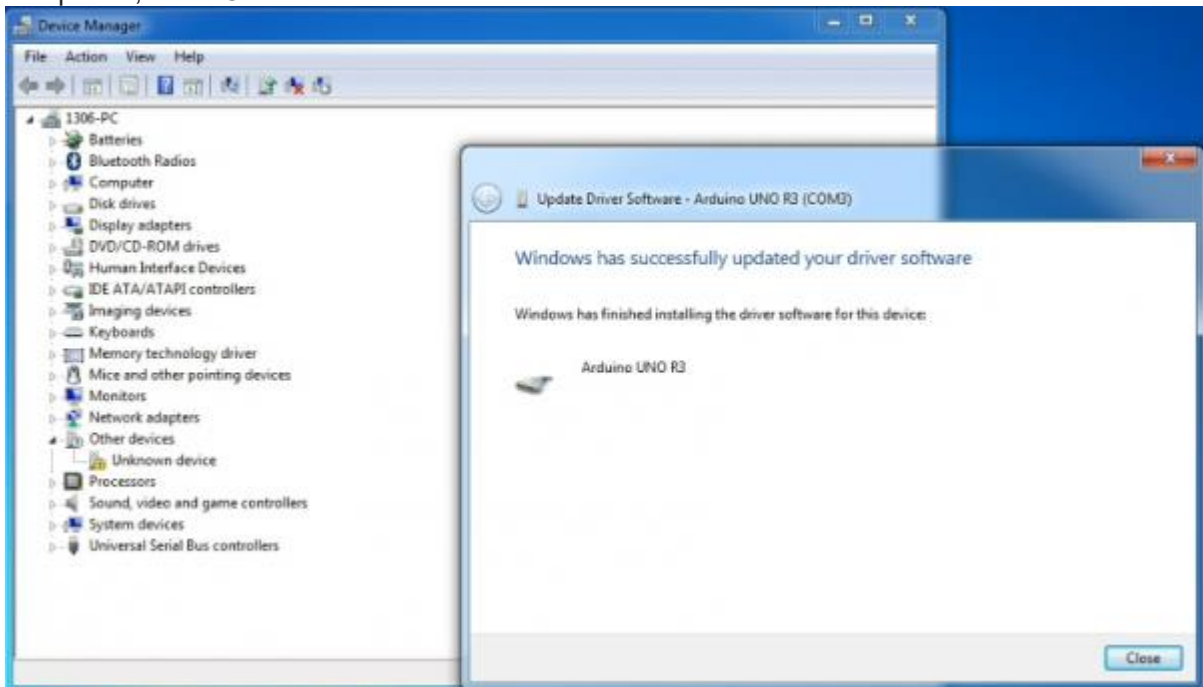 Device Manager
File Action View Help
1306-PC
Batteries
Bluetooth Radios
Computer
Disk drives
Display adapters
DVD/CD-ROM drives
Human Interface Devices
IDE ATA/ATAPI controllers
Imaging devices
Keyboards
Memory technology driver
Mice and other pointing devices
Monitors
Network adapters
Other devices
Unknown device
Processors
Sound, video and game controllers
System devices
Universal Serial Bus controllers
Update Driver Software - Arduino UNO R3 (COM3)
Windows has successfully updated your driver software
Windows has finished installing the driver software for this device:
Arduino UNO R3
Close